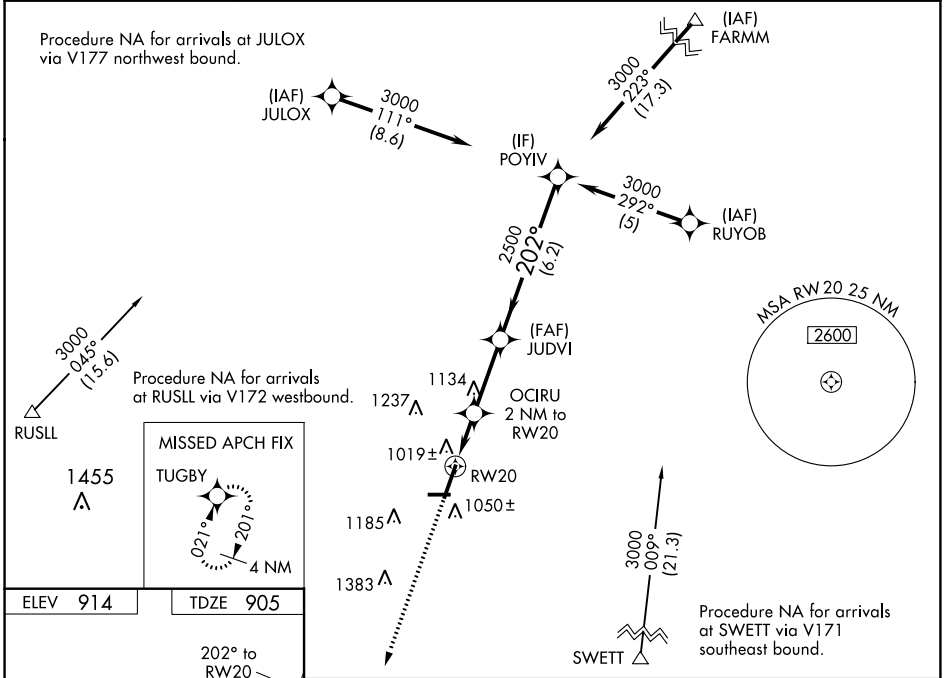 Procedure NA for arrivals at JULOX
via V177 northwest bound.
(IAF)
JULOX
3000
111°
(8.6)
(IAF)
FARMM
3000
223°
(17.3)
(IF)
POYIV
3000
292°
(5)
(IAF)
RUYOB
2500
202°
(6.2)
(FAF)
JUDVI
MSA RW 20 25 NM
2600
3000
045°
(15.6)
RUSLL
Procedure NA for arrivals
at RUSLL via V172 westbound.
1134
1237
OCIRU
2 NM to
RW20
1019±
RW20
1050±
1185
1383
1455
MISSED APCH FIX
TUGBY
021°
201°
4 NM
3000
009°
(21.3)
SWETT
Procedure NA for arrivals
at SWETT via V171
southeast bound.
ELEV 914
TDZE 905
202° to
RW20